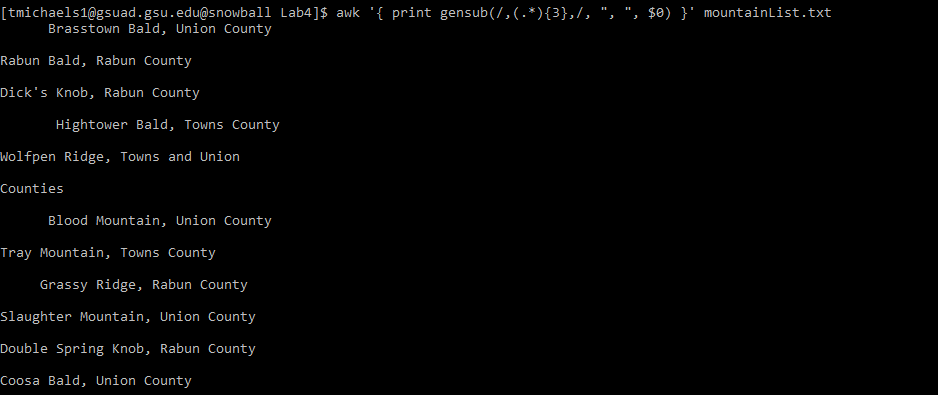 [tmichaels1@gsuad.gsu.edu@snowball Lab4]$ awk '{ print gensub(/,(.*){3},/, ", ", $0) }' mountainList.txt
Brasstown Bald, Union County
Rabun Bald, Rabun County
Dick's Knob, Rabun County
Hightower Bald, Towns County
Wolfpen Ridge, Towns and Union
Counties
Blood Mountain, Union County
Tray Mountain, Towns County
Grassy Ridge, Rabun County
Slaughter Mountain, Union County
Double Spring Knob, Rabun County
Coosa Bald, Union County